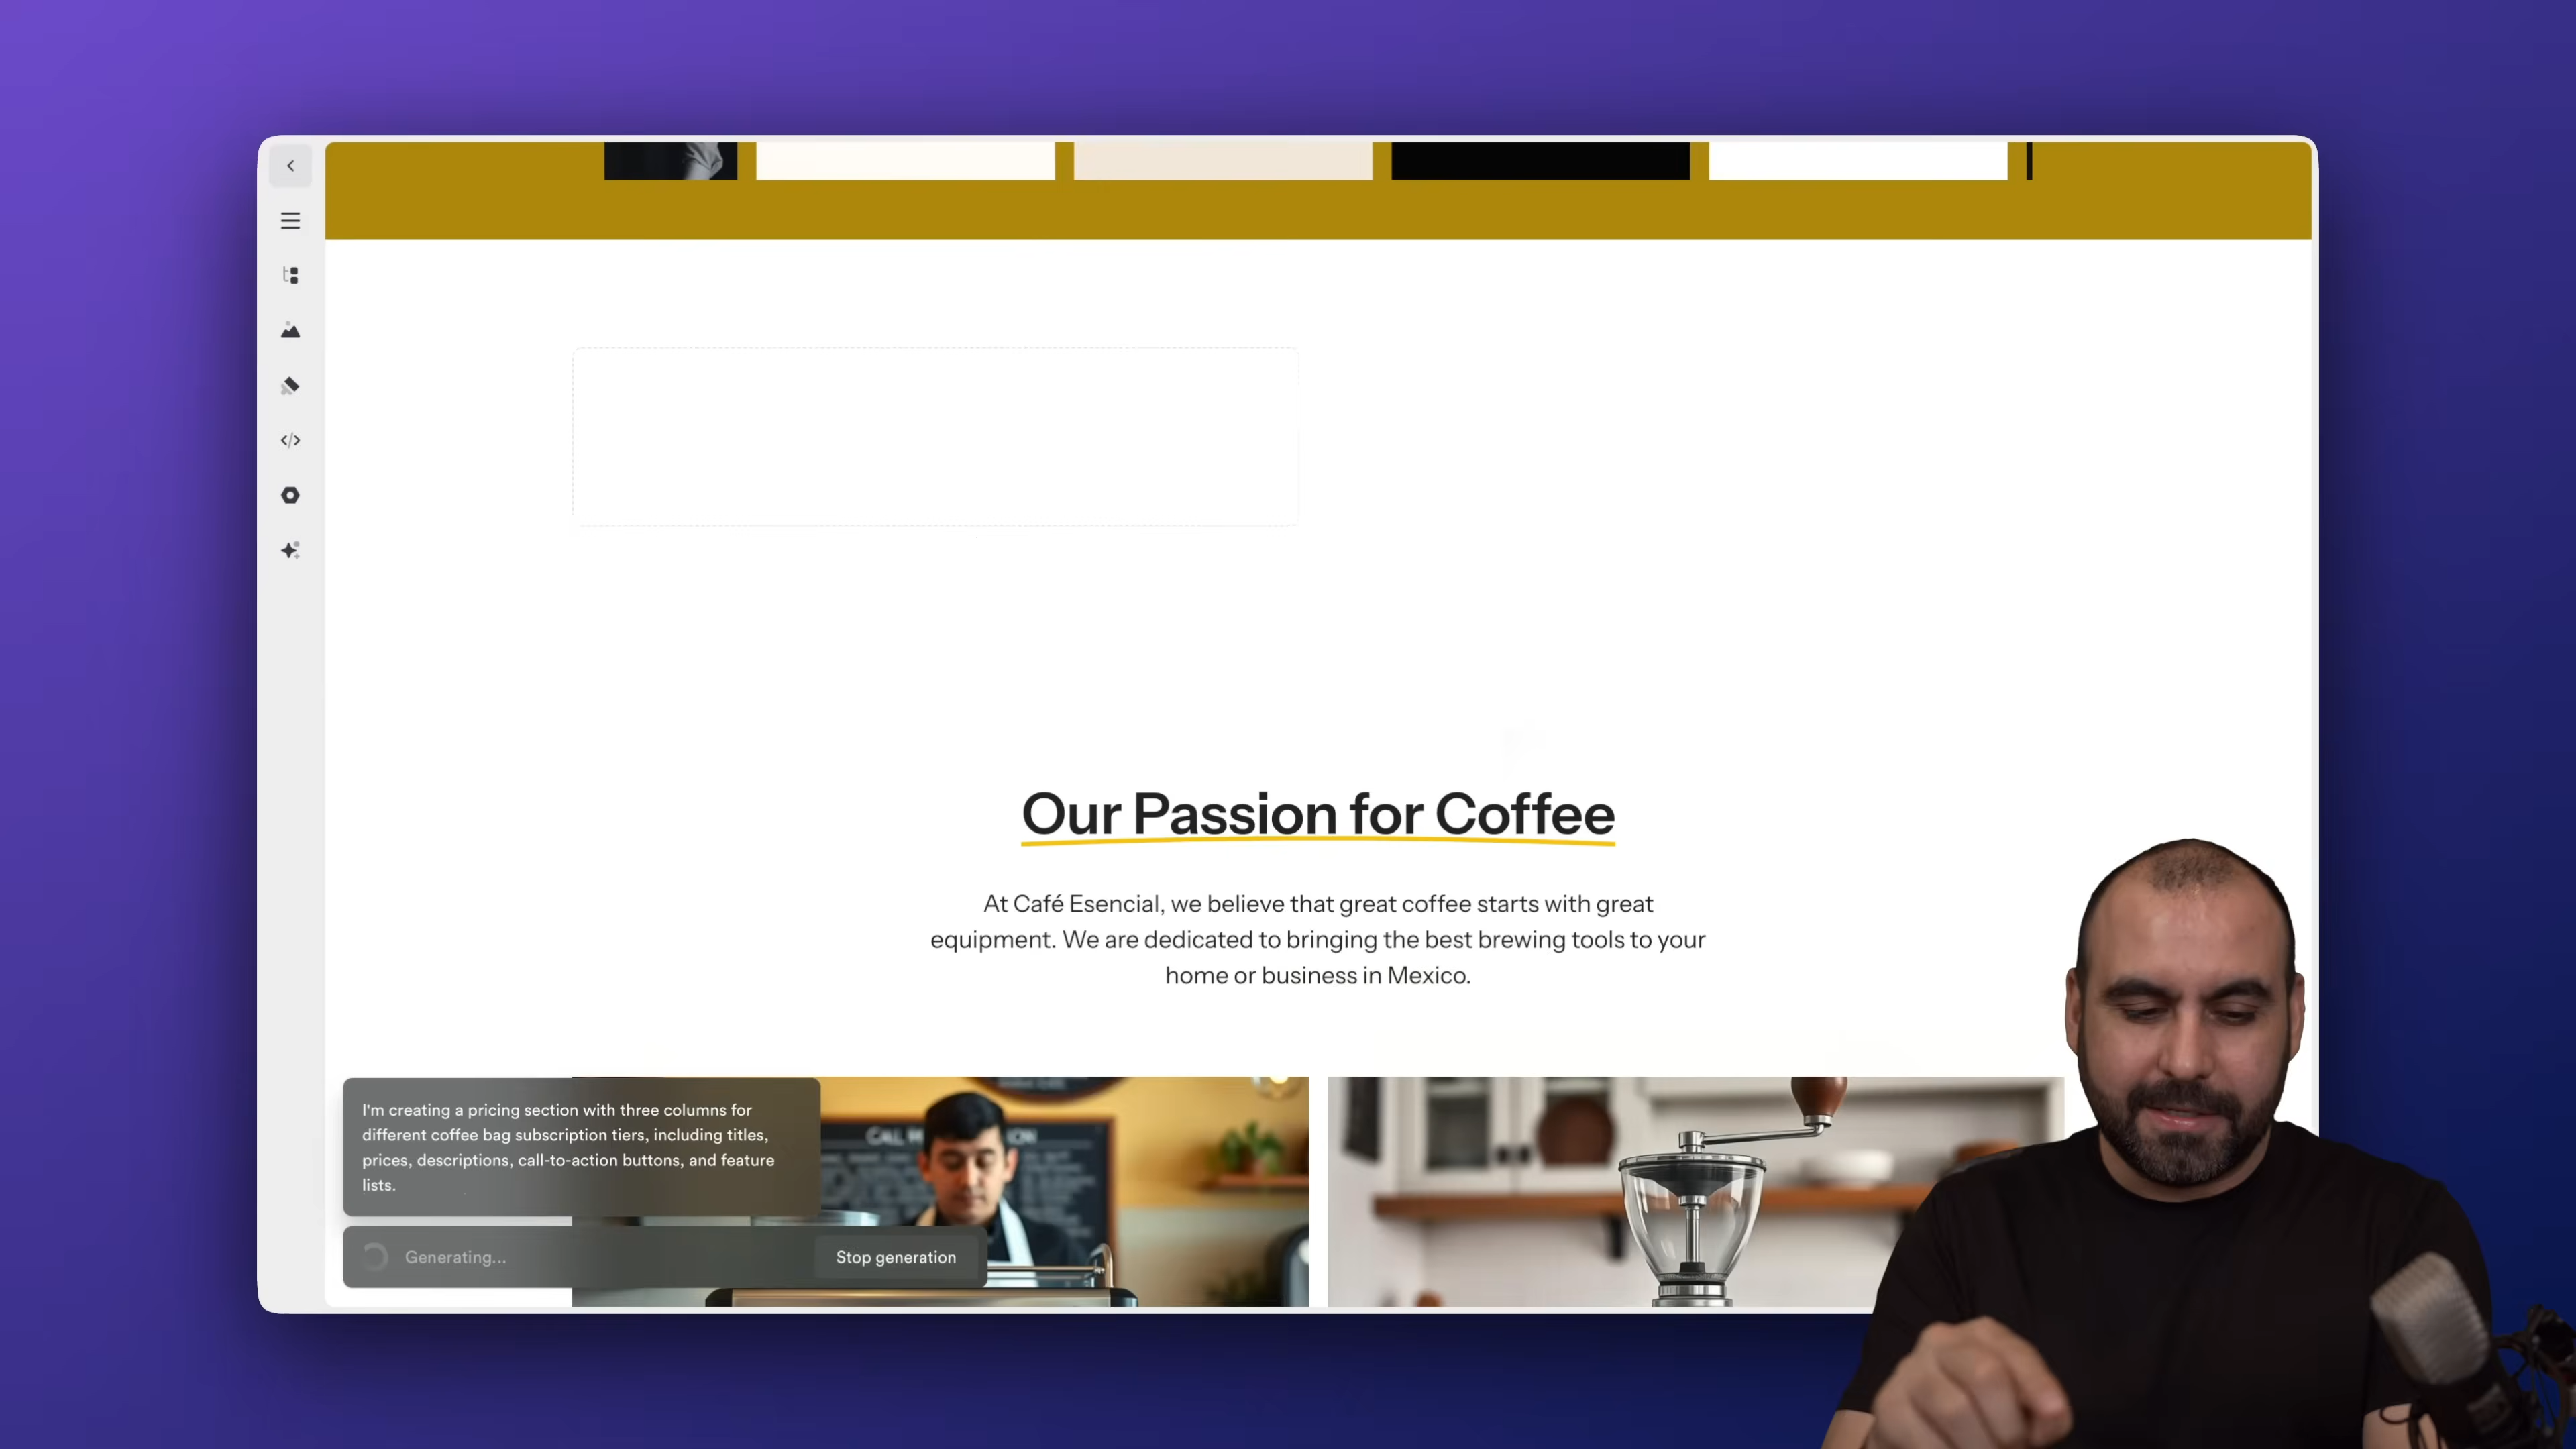 Our Passion for Coffee
At Café Esencial, we believe that great coffee starts with great
equipment. We are dedicated to bringing the best brewing tools to your
home or business in Mexico.
I'm creating a pricing section with three columns for
different coffee bag subscription tiers, including titles,
prices, descriptions, call-to-action buttons, and feature
lists.
Generating...
Stop generation